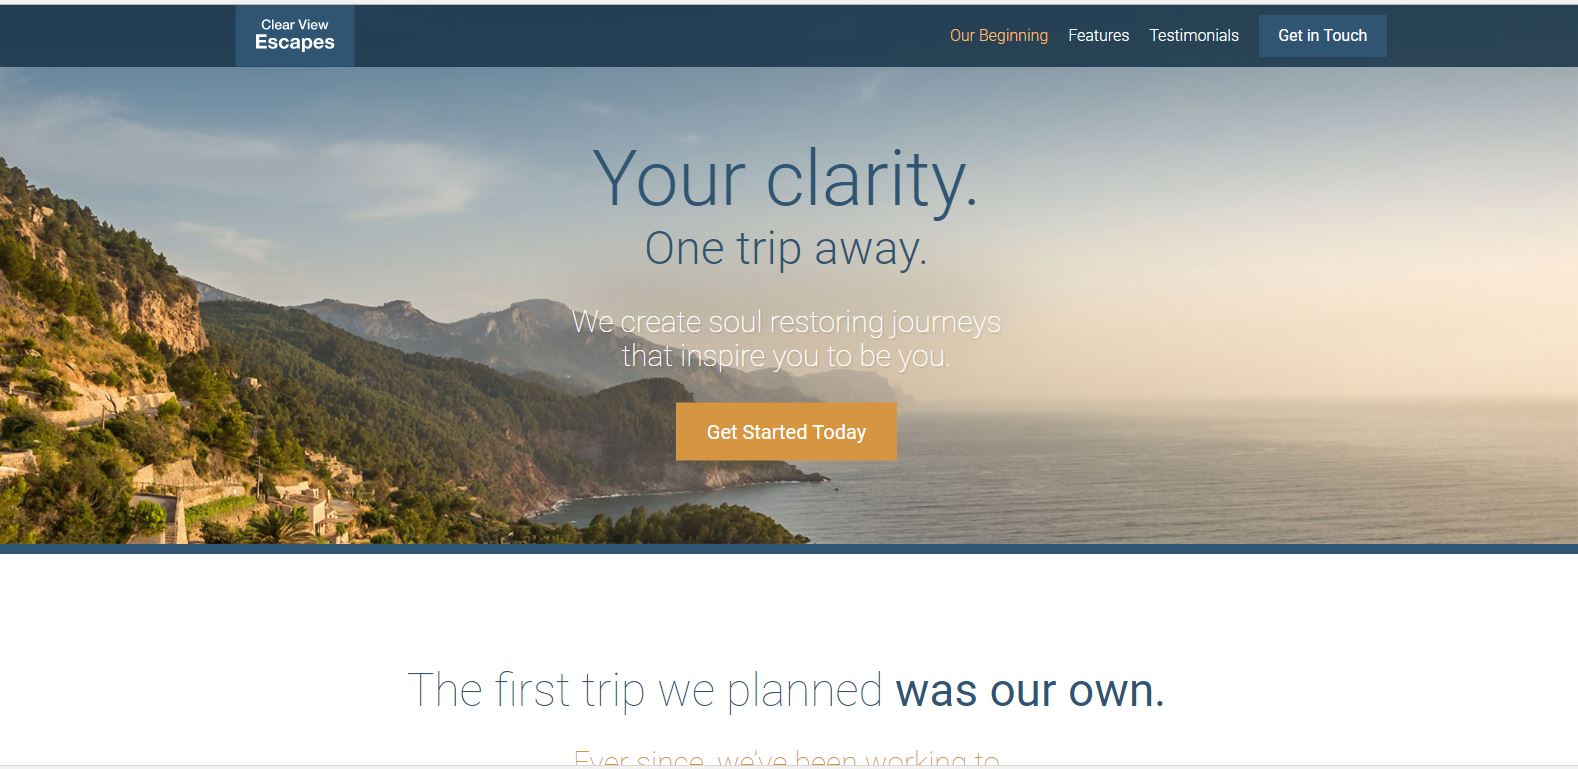 Clear View
Escapes
Our Beginning
Features
Testimonials
Get in Touch
Your clarity.
One trip away.
We create soul restoring journeys
that inspire you to be you.
Get Started Today
The first trip we planned was our own.
Ever since, we've been working to